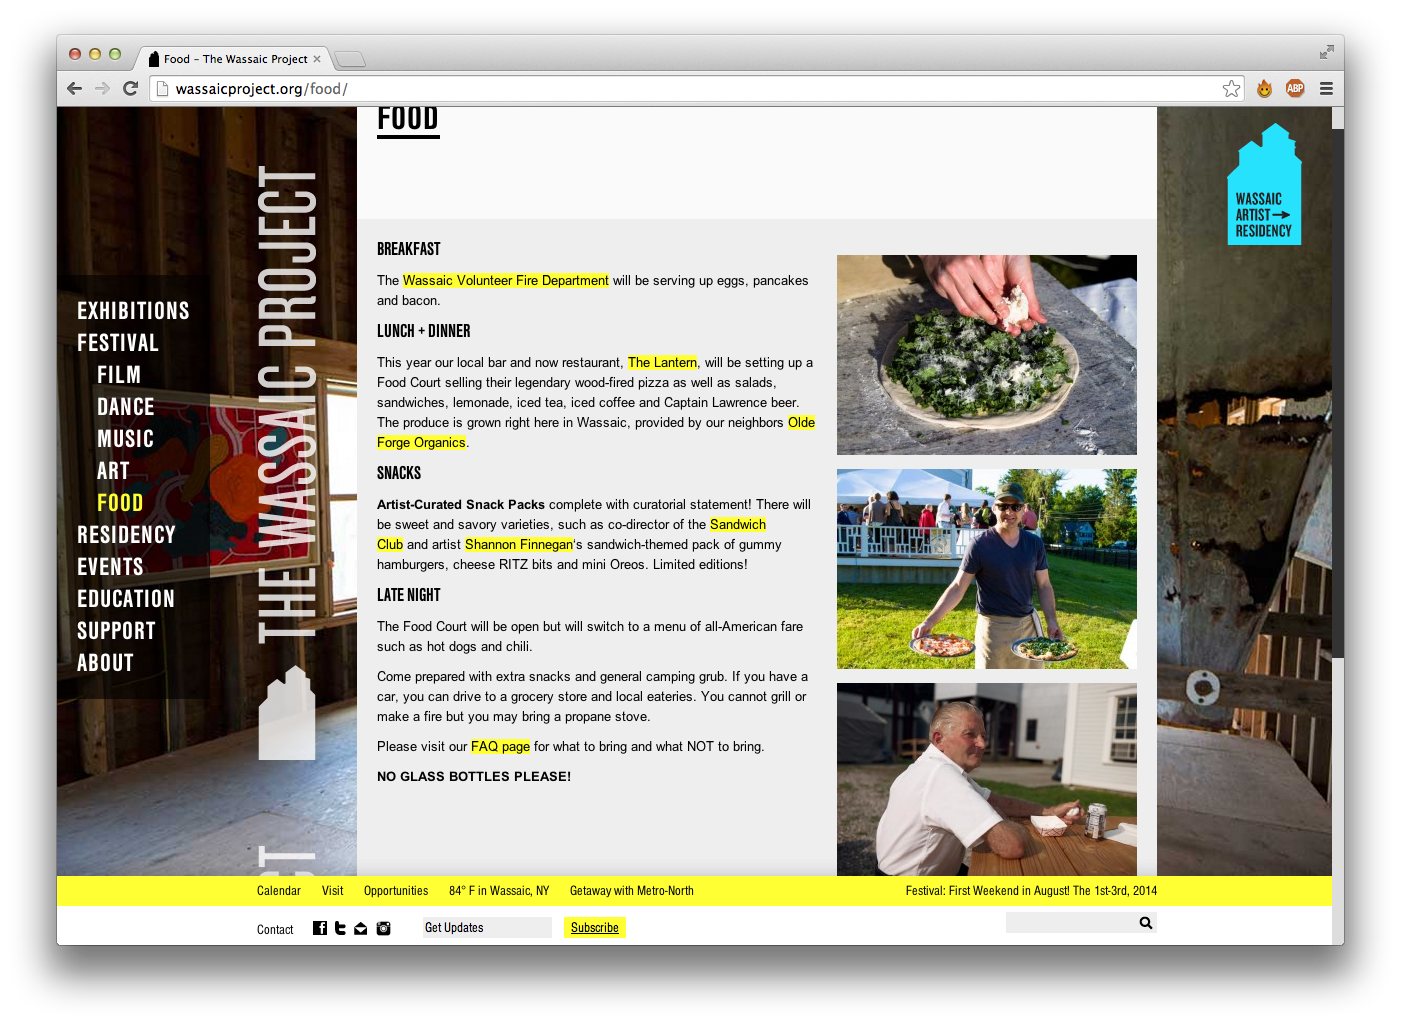 Food – The Wassaic Project
wassaicproject.org/food/
ABP
FOOD
THE WASSAIC PROJECT
WASSAIC
ARTIST
RESIDENCY
EXHIBITIONS
FESTIVAL
FILM
DANCE
MUSIC
ART
FOOD
RESIDENCY
EVENTS
EDUCATION
SUPPORT
ABOUT
BREAKFAST
The Wassaic Volunteer Fire Department will be serving up eggs, pancakes
and bacon.
LUNCH + DINNER
This year our local bar and now restaurant, The Lantern, will be setting up a
Food Court selling their legendary wood-fired pizza as well as salads,
sandwiches, lemonade, iced tea, iced coffee and Captain Lawrence beer.
The produce is grown right here in Wassaic, provided by our neighbors Olde
Forge Organics.
SNACKS
Artist-Curated Snack Packs complete with curatorial statement! There will
be sweet and savory varieties, such as co-director of the Sandwich
Club and artist Shannon Finnegan's sandwich-themed pack of gummy
hamburgers, cheese RITZ bits and mini Oreos. Limited editions!
LATE NIGHT
The Food Court will be open but will switch to a menu of all-American fare
such as hot dogs and chili.
Come prepared with extra snacks and general camping grub. If you have a
car, you can drive to a grocery store and local eateries. You cannot grill or
make a fire but you may bring a propane stove.
Please visit our FAQ page for what to bring and what NOT to bring.
NO GLASS BOTTLES PLEASE!
CT
Calendar Visit Opportunities 84° F in Wassaic, NY Getaway with Metro-North Festival: First Weekend in August! The 1st-3rd, 2014
Contact Get Updates Subscribe